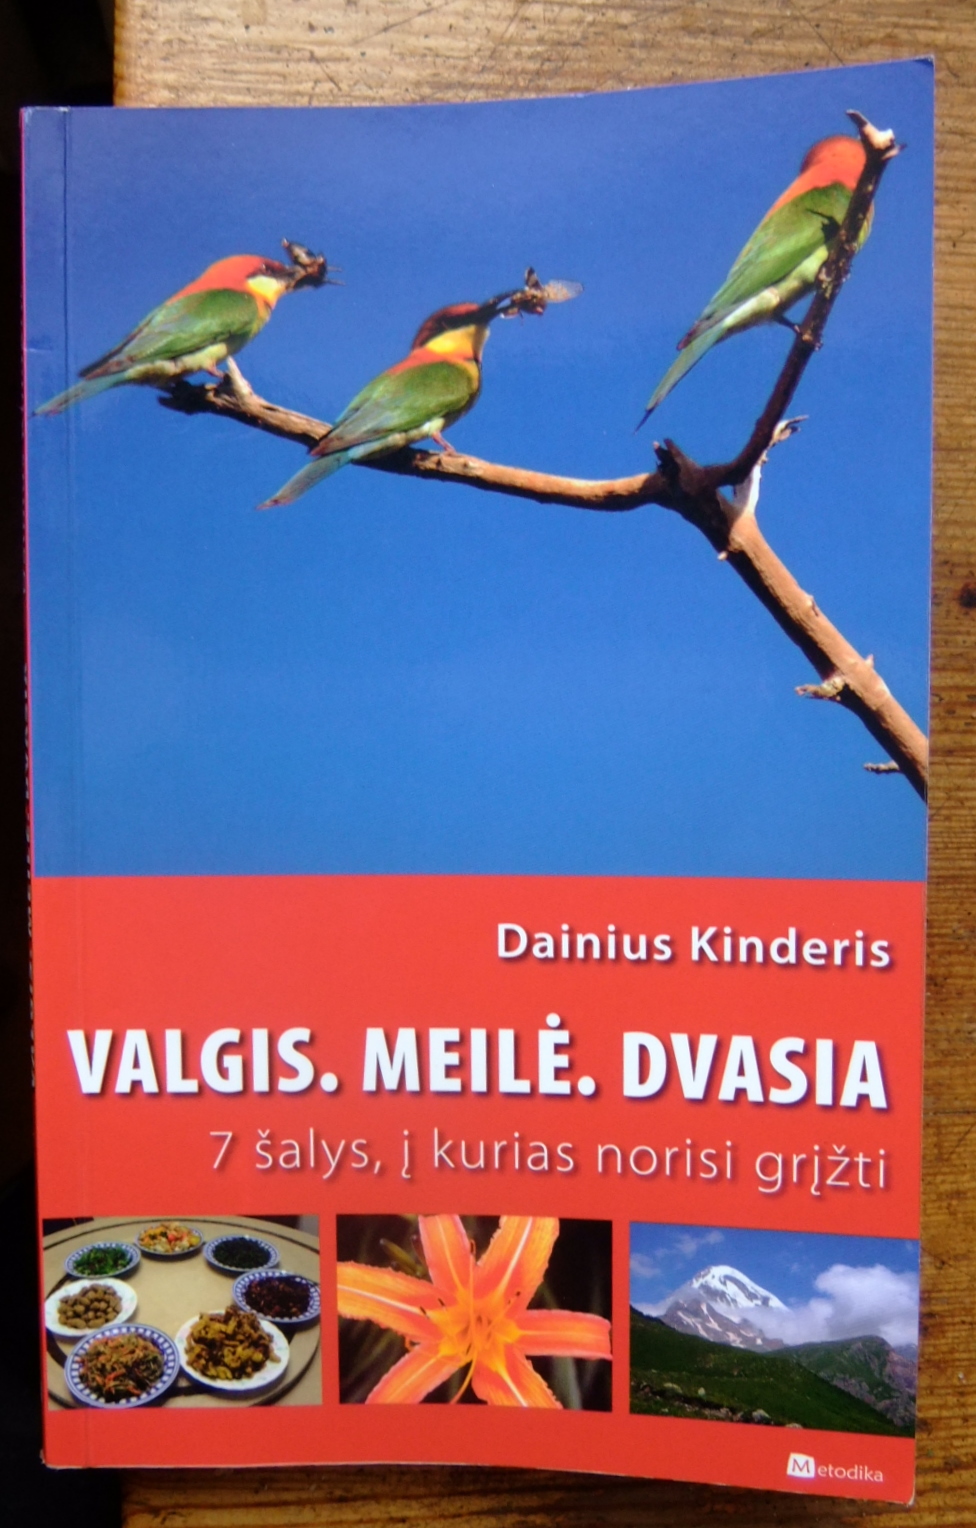 Dainius Kinderis
VALGIS. MEILĖ. DVASIA
7 šalys, į kurias norisi grįžti
Metodika